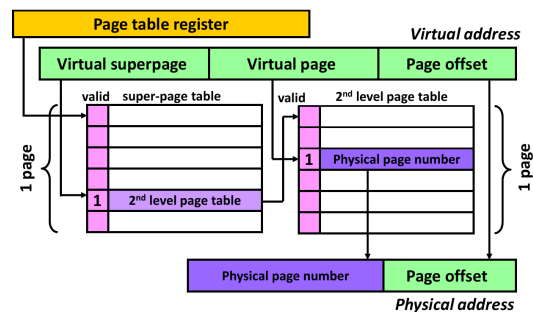 Page table register
Virtual address
Virtual superpage
Virtual page
Page offset
valid
super-page table
valid
2nd level page table
1 page
1
Physical page number
1
2nd level page table
1 page
Physical page number
Page offset
Physical address